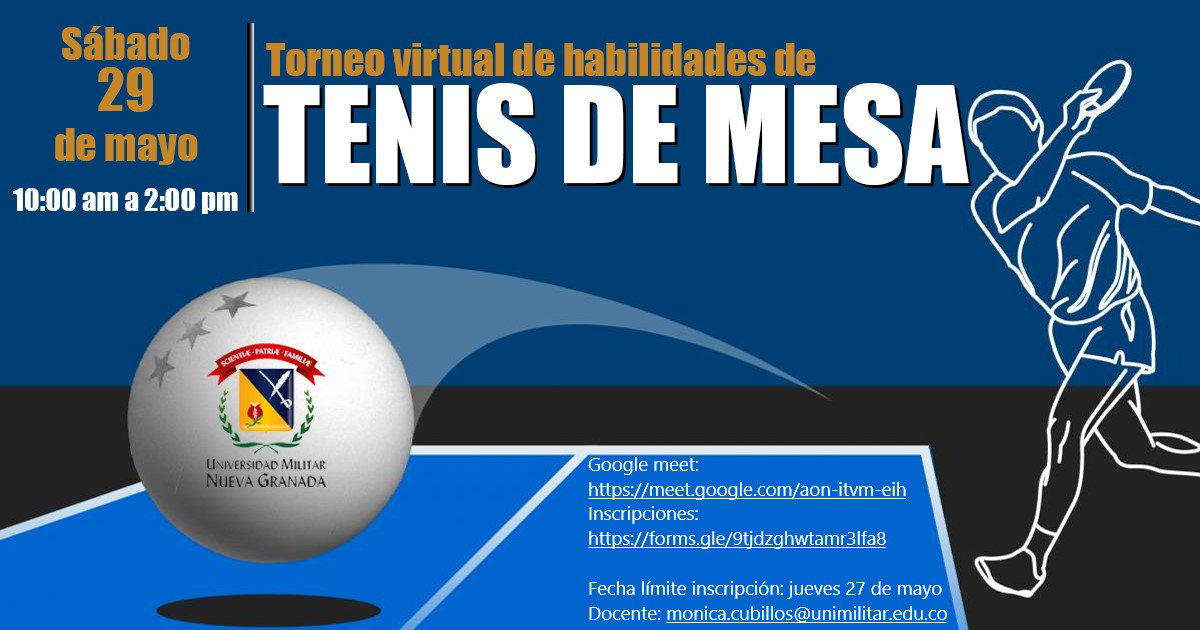 Sábado
29
de mayo
10:00 am a 2:00 pm
Torneo virtual de habilidades de
TENIS DE MESA
SCIENTIÆ · PATRIÆ · FAMILIÆ
UNIVERSIDAD MILITAR
NUEVA GRANADA
Google meet:
https://meet.google.com/aon-itvm-eih
Inscripciones:
https://forms.gle/9tjdzghwtamr3lfa8
Fecha límite inscripción: jueves 27 de mayo
Docente: monica.cubillos@unimilitar.edu.co